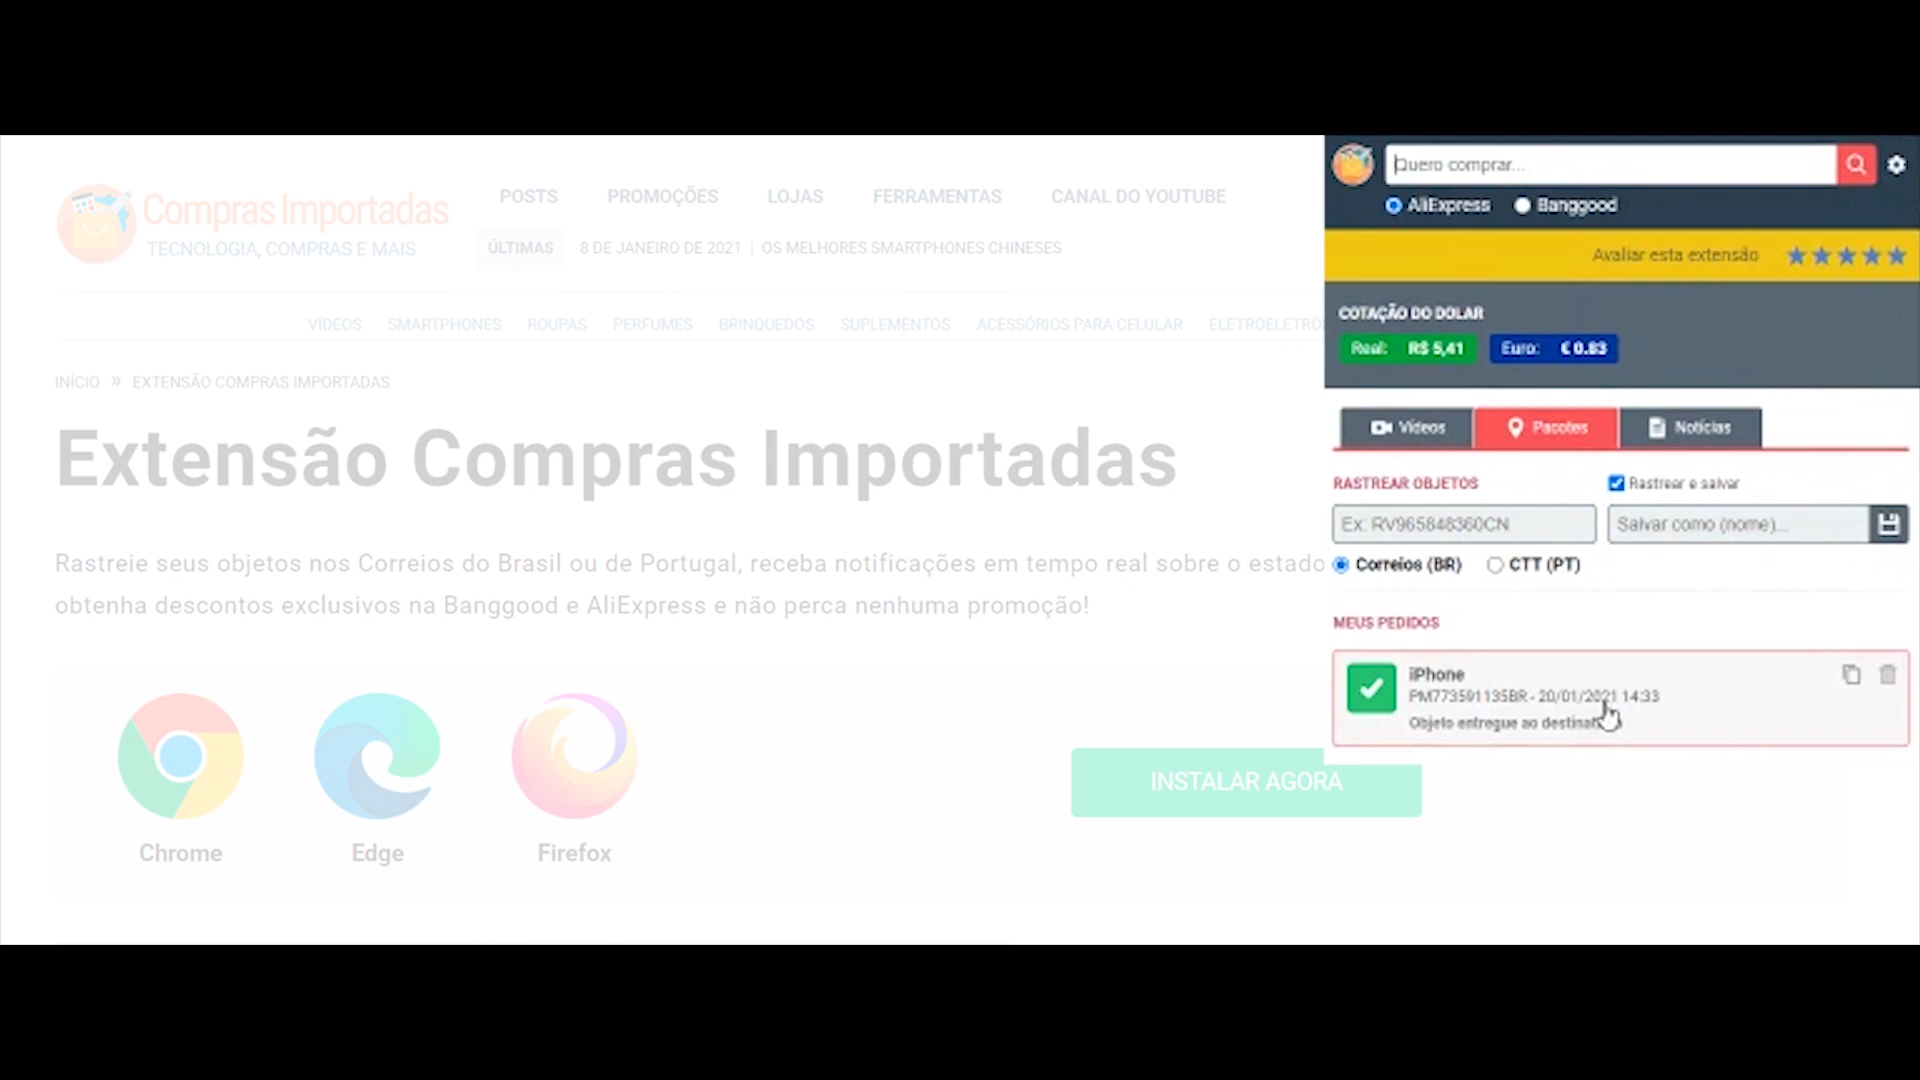 Compras Importadas
TECNOLOGIA, COMPRAS E MAIS
POSTS PROMOÇÕES LOJAS FERRAMENTAS CANAL DO YOUTUBE
ÚLTIMAS 8 DE JANEIRO DE 2021 | OS MELHORES SMARTPHONES CHINESES
VÍDEOS SMARTPHONES ROUPAS PERFUMES BRINQUEDOS SUPLEMENTOS ACESSÓRIOS PARA CELULAR ELETROELETRÔ
INÍCIO » EXTENSÃO COMPRAS IMPORTADAS
Extensão Compras Importadas
Rastreie seus objetos nos Correios do Brasil ou de Portugal, receba notificações em tempo real sobre o estado
obtenha descontos exclusivos na Banggood e AliExpress e não perca nenhuma promoção!
Chrome Edge Firefox
INSTALAR AGORA
Quero comprar...
AliExpress Banggood
Avaliar esta extensão
COTAÇÃO DO DOLAR
Real: R$ 5,41 Euro: € 0.83
Vídeos Pacotes Notícias
RASTREAR OBJETOS Rastrear e salvar
Ex: RV965848360CN Salvar como (nome)...
Correios (BR) CTT (PT)
MEUS PEDIDOS
iPhone
PM773591135BR - 20/01/2021 14:33
Objeto entregue ao